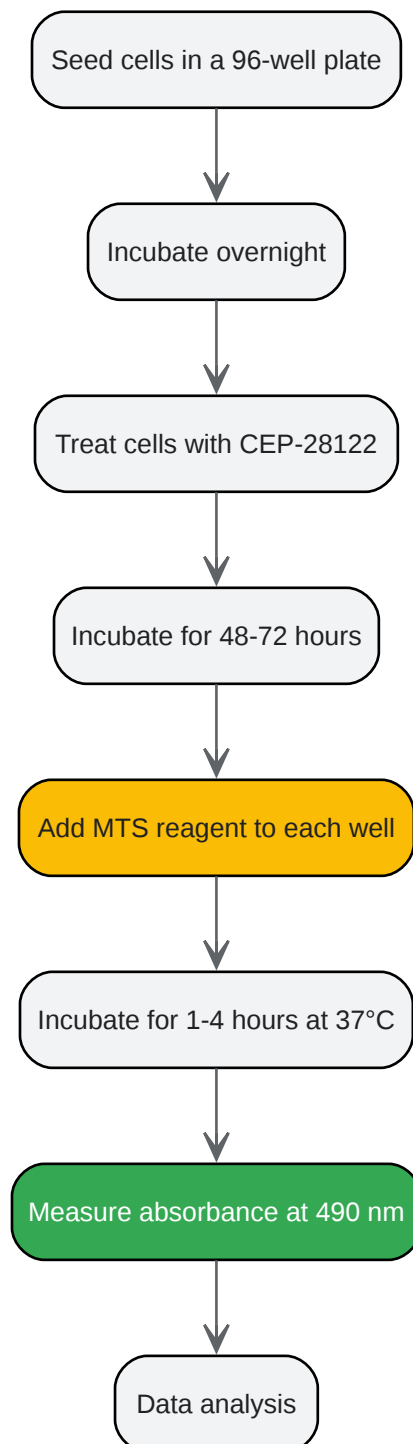 Seed cells in a 96-well plate
Incubate overnight
Treat cells with CEP-28122
Incubate for 48-72 hours
Add MTS reagent to each well
Incubate for 1-4 hours at 37°C
Measure absorbance at 490 nm
Data analysis